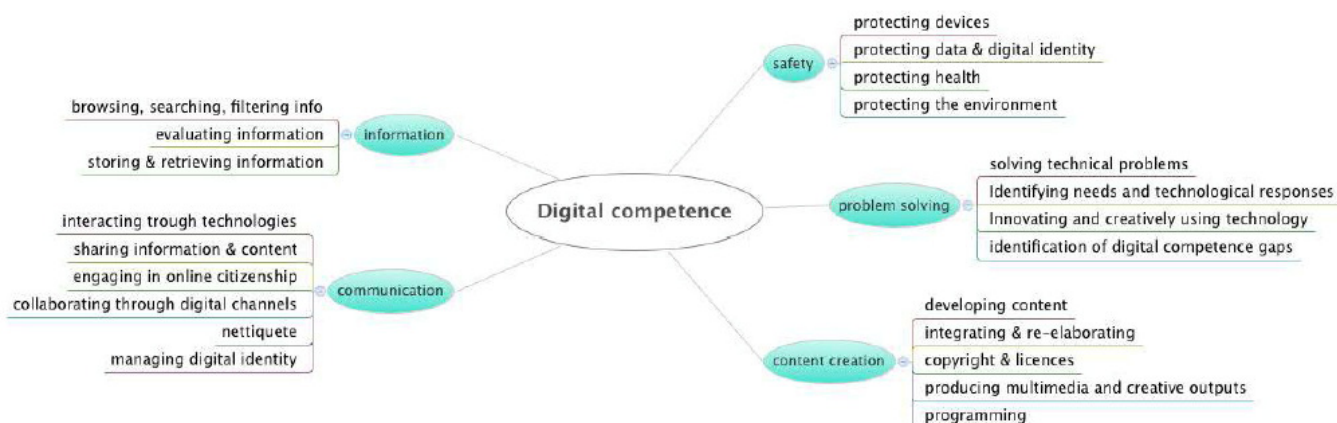 Digital competence
information
browsing, searching, filtering info
evaluating information
storing & retrieving information
communication
interacting trough technologies
sharing information & content
engaging in online citizenship
collaborating through digital channels
nettiquete
managing digital identity
safety
protecting devices
protecting data & digital identity
protecting health
protecting the environment
problem solving
solving technical problems
Identifying needs and technological responses
Innovating and creatively using technology
identification of digital competence gaps
content creation
developing content
integrating & re-elaborating
copyright & licences
producing multimedia and creative outputs
programming